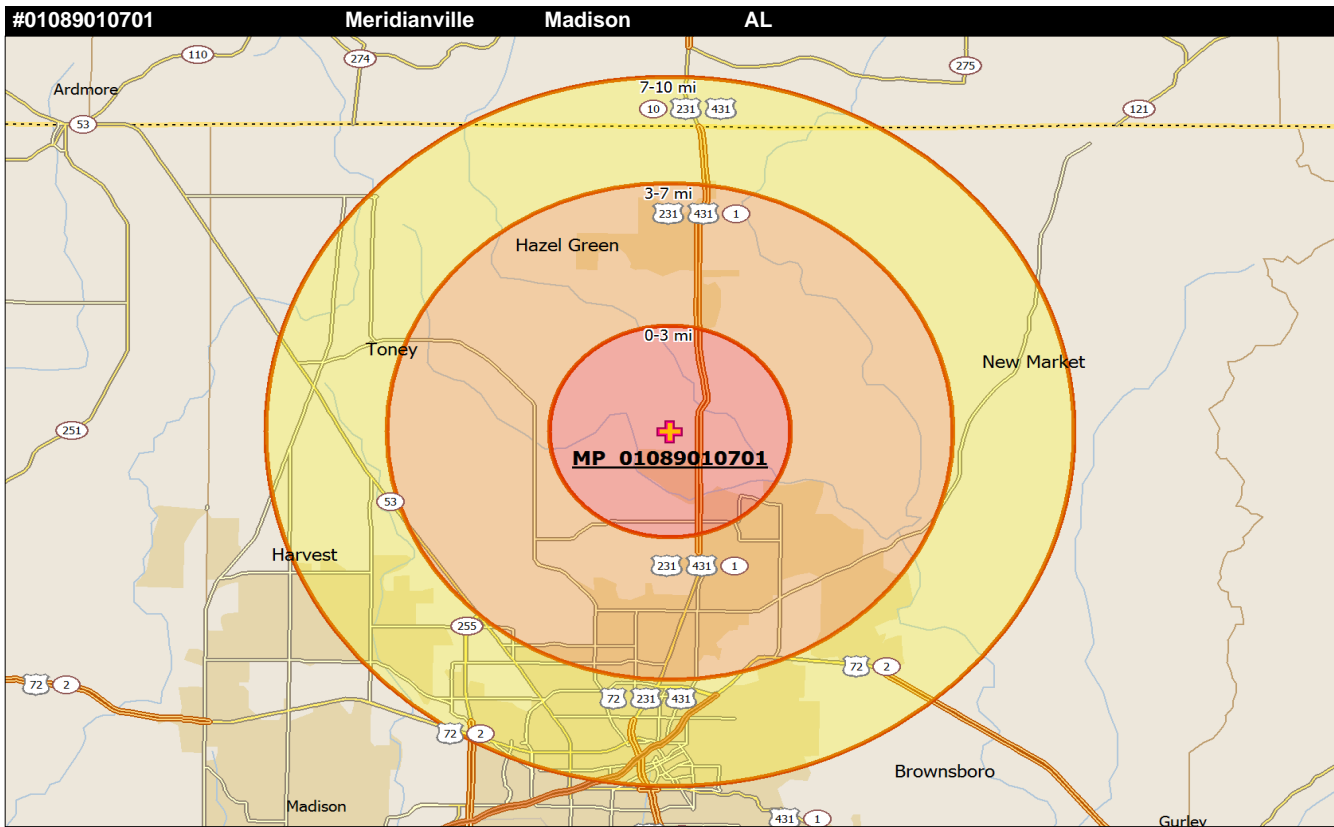 #01089010701 Meridianville Madison AL
110
274
275
Ardmore
7-10 mi
10 231 431
121
53
3-7 mi
231 431 1
Hazel Green
0-3 mi
Toney
New Market
251
MP 01089010701
53
Harvest
231 431 1
255
72 2
72 2
72 231 431
72 2
Brownsboro
Madison
431 1
Gurley